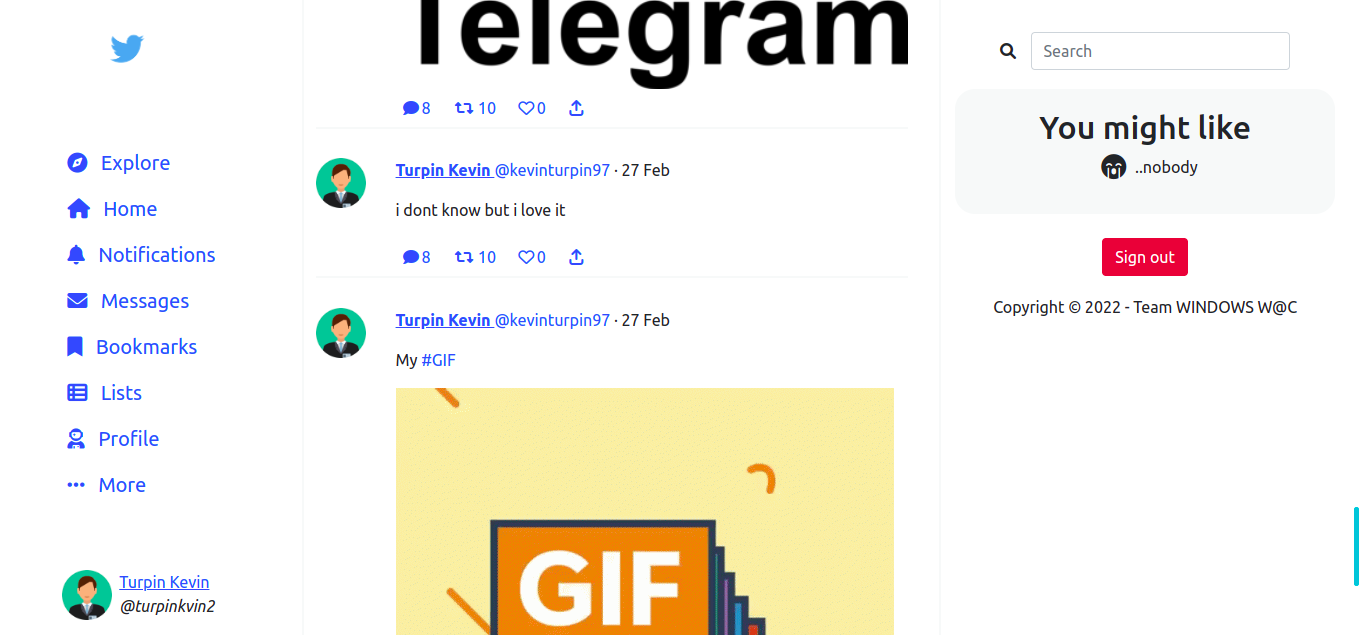 Explore
Home
Notifications
Messages
Bookmarks
Lists
Profile
More
Turpin Kevin
@turpinkvin2
Telegram
8 10 0
Turpin Kevin @kevinturpin97 · 27 Feb
i dont know but i love it
8 10 0
Turpin Kevin @kevinturpin97 · 27 Feb
My #GIF
GIF
Search
You might like
..nobody
Sign out
Copyright © 2022 - Team WINDOWS W@C